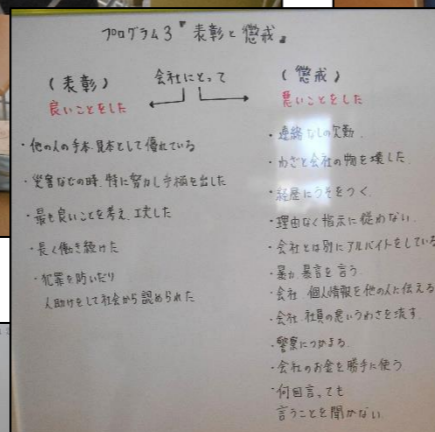 プログラム3『表彰と懲戒』
会社にとって
(表彰)
良いことをした
・他の人の手本見本として優れている
・災害などの時、特に努力し功績を出した
・最も良いことを考え、工夫した
・長く働き続けた
・犯罪を防いだり
人助けをして社会から認められた
(懲戒)
悪いことをした
・連絡なしの欠勤
・わざと会社の物を壊した
・経歴にうそをつく
・理由なく指示に従わない
・会社とは別にアルバイトをしている
・暴力 暴言を言う
・会社 個人情報を他の人に伝える
・会社 社員の悪いうわさを流す
・警察につかまる
・会社のお金を勝手に使う
・何回言っても
言うことを聞かない